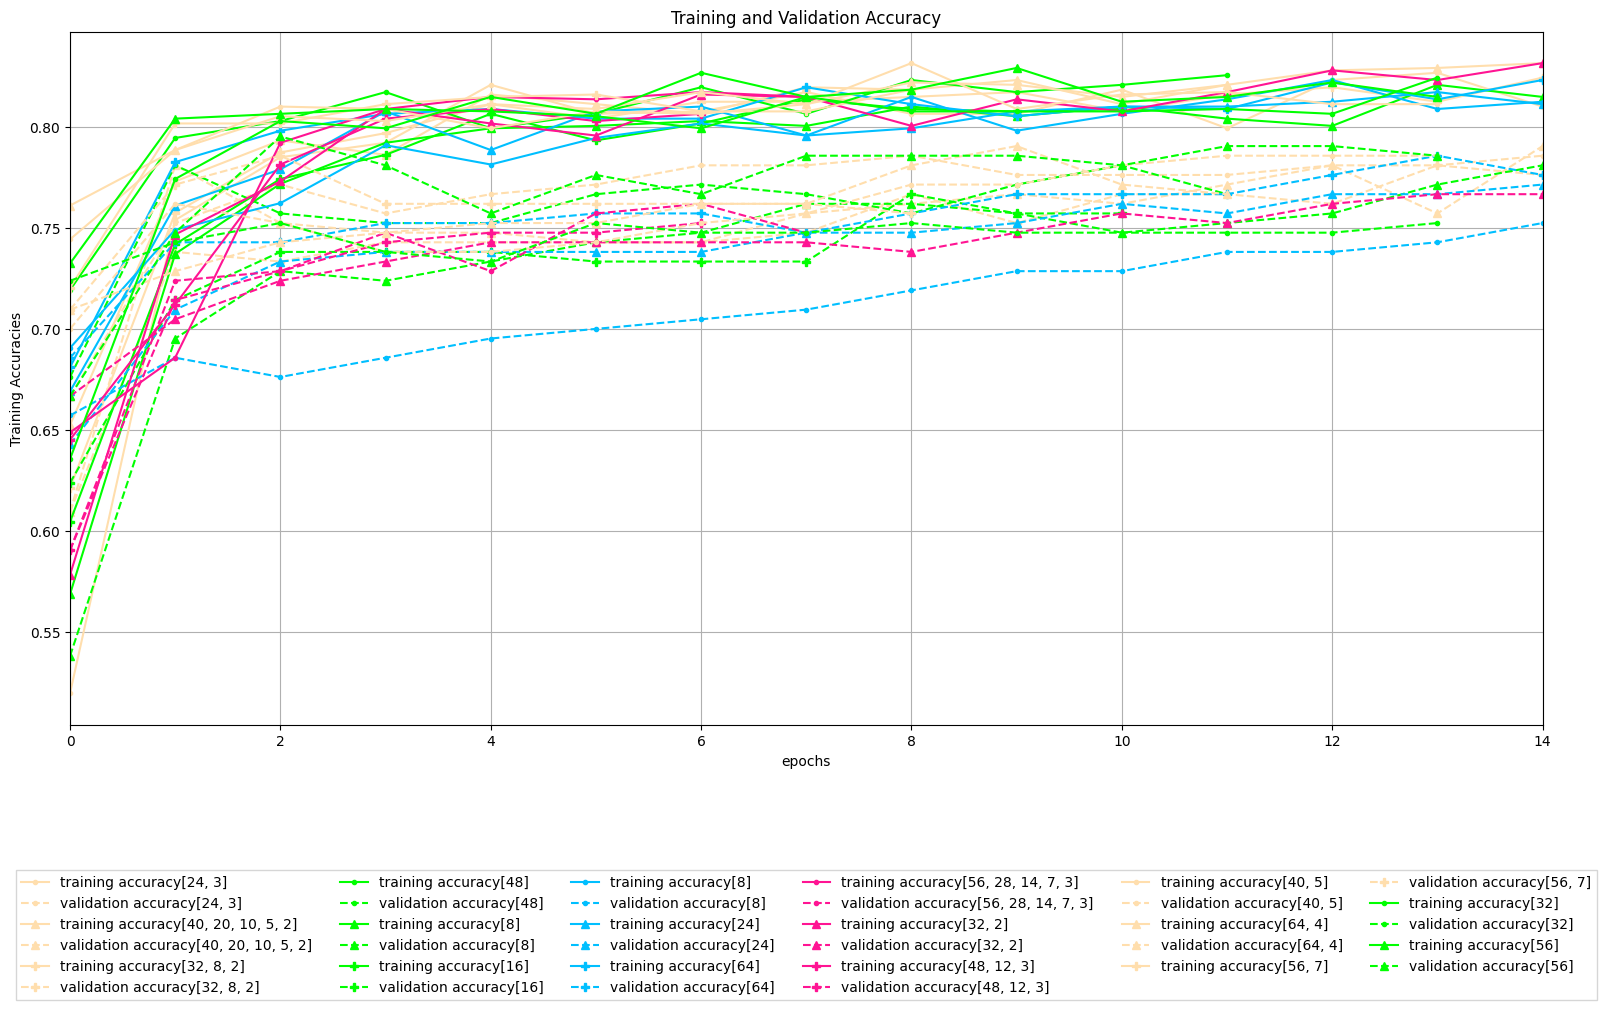 Training and Validation Accuracy
0.80
0.75
0.70
0.65
0.60
0.55
Training Accuracies
0 2 4 6 8 10 12 14
epochs
training accuracy[24, 3]
validation accuracy[24, 3]
training accuracy[40, 20, 10, 5, 2]
validation accuracy[40, 20, 10, 5, 2]
training accuracy[32, 8, 2]
validation accuracy[32, 8, 2]
training accuracy[48]
validation accuracy[48]
training accuracy[8]
validation accuracy[8]
training accuracy[16]
validation accuracy[16]
training accuracy[8]
validation accuracy[8]
training accuracy[24]
validation accuracy[24]
training accuracy[64]
validation accuracy[64]
training accuracy[56, 28, 14, 7, 3]
validation accuracy[56, 28, 14, 7, 3]
training accuracy[32, 2]
validation accuracy[32, 2]
training accuracy[48, 12, 3]
validation accuracy[48, 12, 3]
training accuracy[40, 5]
validation accuracy[40, 5]
training accuracy[64, 4]
validation accuracy[64, 4]
training accuracy[56, 7]
validation accuracy[56, 7]
training accuracy[32]
validation accuracy[32]
training accuracy[56]
validation accuracy[56]